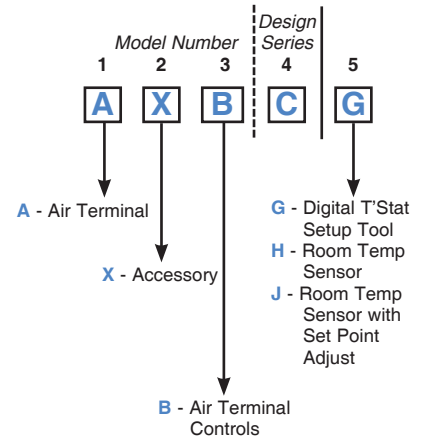 Design
Model Number Series
1 2 3 4 5
A X B C G
A - Air Terminal
G - Digital T'Stat
Setup Tool
H - Room Temp
Sensor
J - Room Temp
Sensor with
Set Point
Adjust
X - Accessory
B - Air Terminal
Controls